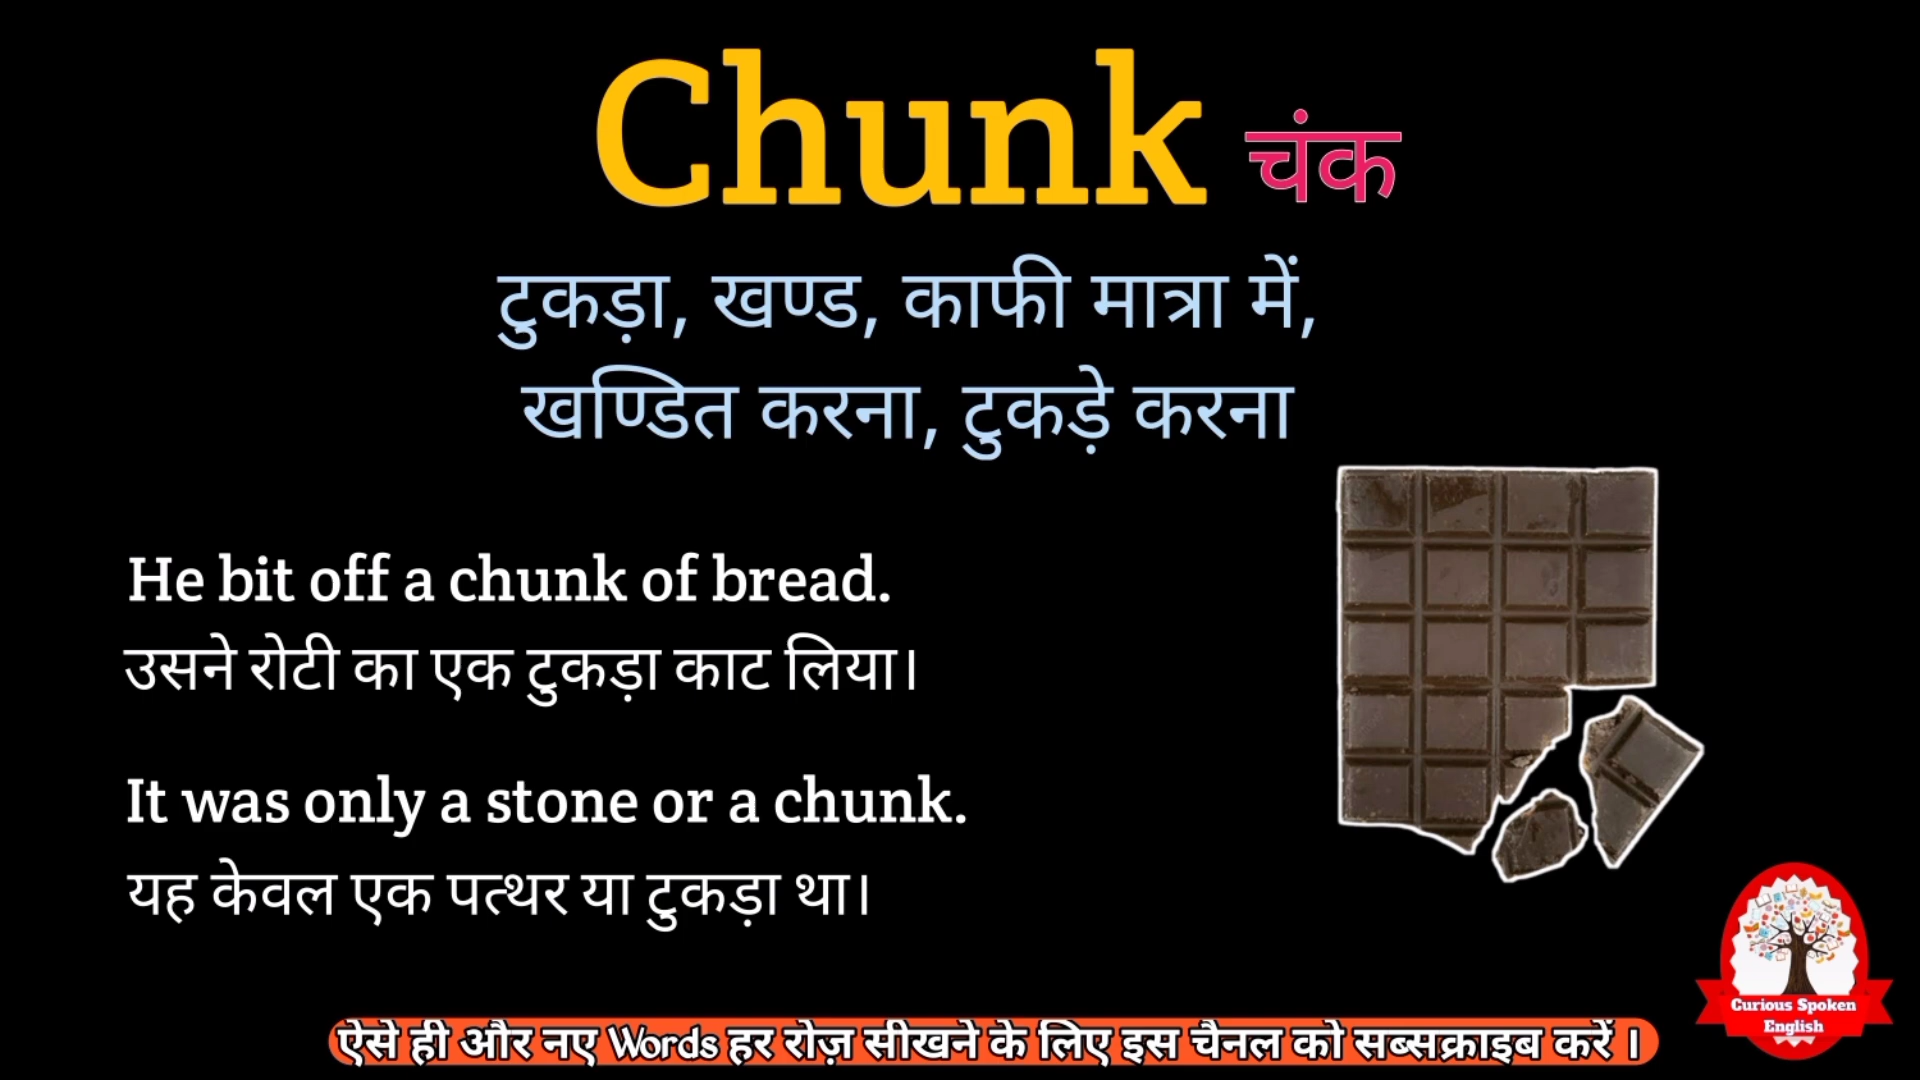 Chunk चंक
टुकड़ा, खण्ड, काफी मात्रा में,
खण्डित करना, टुकड़े करना
He bit off a chunk of bread.
उसने रोटी का एक टुकड़ा काट लिया।
It was only a stone or a chunk.
यह केवल एक पत्थर या टुकड़ा था।
Curious Spoken
English
ऐसे ही और नए Words हर रोज़ सीखने के लिए इस चैनल को सब्सक्राइब करें ।